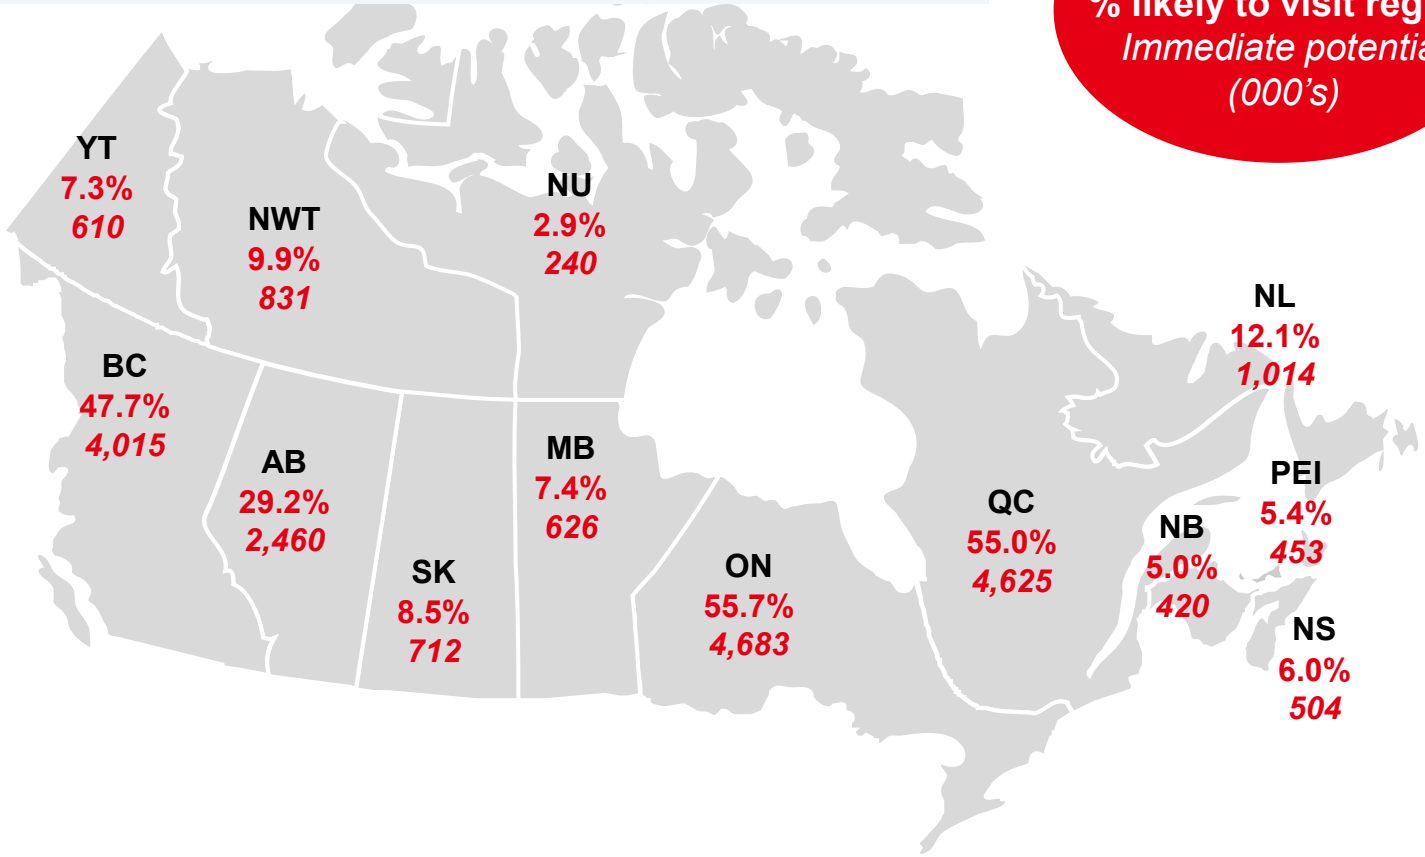 % likely to visit
Immediate
(000's)
YT
7.3%
610
NWT
9.9%
831
NU
2.9%
240
BC
47.7%
4,015
AB
29.2%
2,460
SK
8.5%
712
MB
7.4%
626
ON
55.7%
4,683
QC
55.0%
4,625
NL
12.1%
1,014
NB
5.0%
420
PEI
5.4%
453
NS
6.0%
504